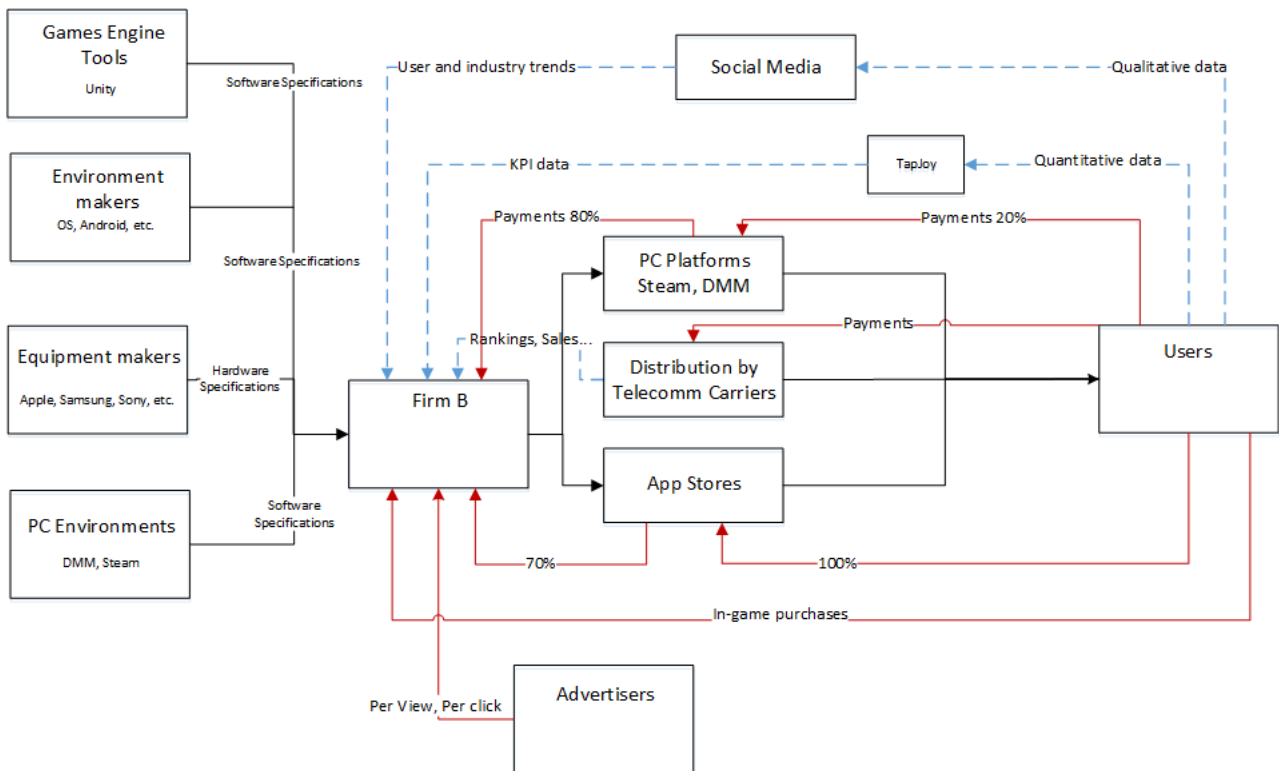 Games Engine
Tools
Unity
Software Specifications
Social Media
User and industry trends
Qualitative data
Environment
makers
OS, Android, etc.
TapJoy
KPI data
Quantitative data
Payments 80%
Payments 20%
Software Specifications
PC Platforms
Steam, DMM
Rankings, Sales...
Payments
Equipment makers
Apple, Samsung, Sony, etc.
Hardware
Specifications
Firm B
Distribution by
Telecomm Carriers
Users
App Stores
PC Environments
DMM, Steam
Software
Specifications
70%
100%
In-game purchases
Advertisers
Per View, Per click